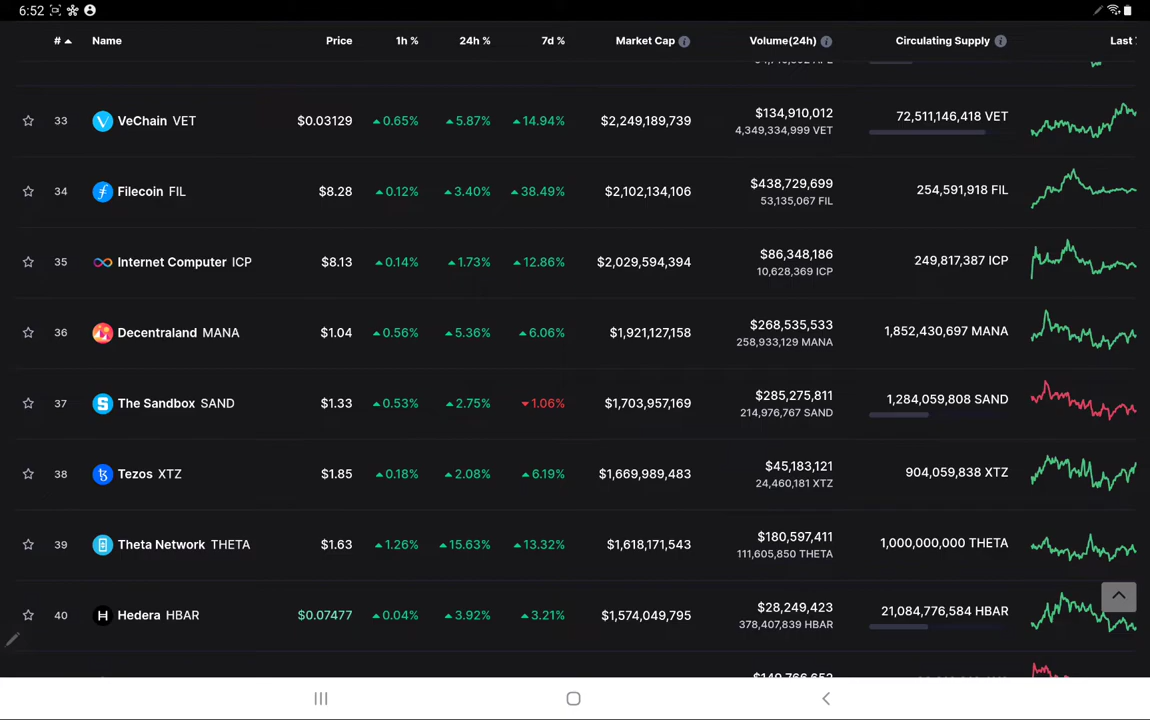 6:52
# Name Price 1h % 24h % 7d % Market Cap Volume(24h) Circulating Supply Last
33 VeChain VET $0.03129 0.65% 5.87% 14.94% $2,249,189,739 $134,910,012 72,511,146,418 VET
4,349,334,999 VET
34 Filecoin FIL $8.28 0.12% 3.40% 38.49% $2,102,134,106 $438,729,699 254,591,918 FIL
53,135,067 FIL
35 Internet Computer ICP $8.13 0.14% 1.73% 12.86% $2,029,594,394 $86,348,186 249,817,387 ICP
10,628,369 ICP
36 Decentraland MANA $1.04 0.56% 5.36% 6.06% $1,921,127,158 $268,535,533 1,852,430,697 MANA
258,933,129 MANA
37 The Sandbox SAND $1.33 0.53% 2.75% 1.06% $1,703,957,169 $285,275,811 1,284,059,808 SAND
214,976,767 SAND
38 Tezos XTZ $1.85 0.18% 2.08% 6.19% $1,669,989,483 $45,183,121 904,059,838 XTZ
24,460,181 XTZ
39 Theta Network THETA $1.63 1.26% 15.63% 13.32% $1,618,171,543 $180,597,411 1,000,000,000 THETA
111,605,850 THETA
40 Hedera HBAR $0.07477 0.04% 3.92% 3.21% $1,574,049,795 $28,249,423 21,084,776,584 HBAR
378,407,839 HBAR